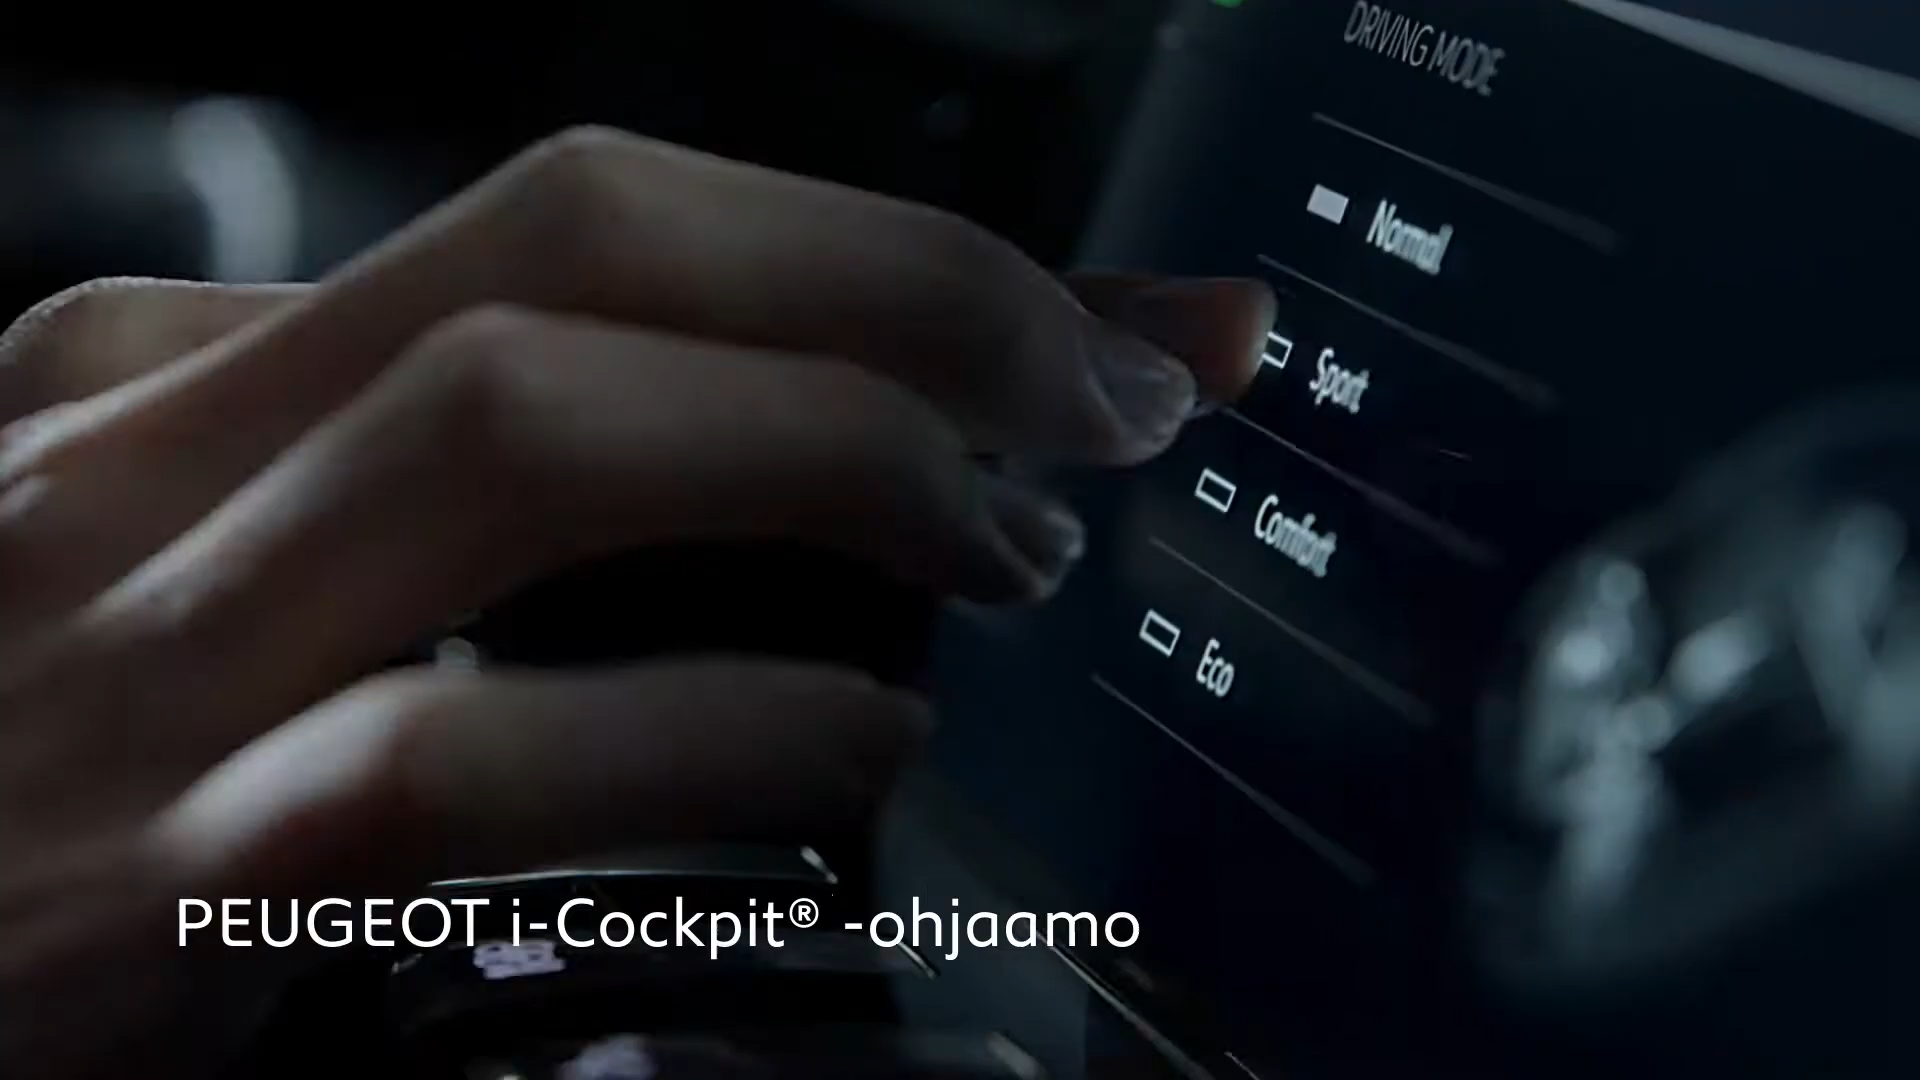 DRIVING MODE
Normal
Sport
Comfort
Eco
PEUGEOT i-Cockpit® -ohjaamo